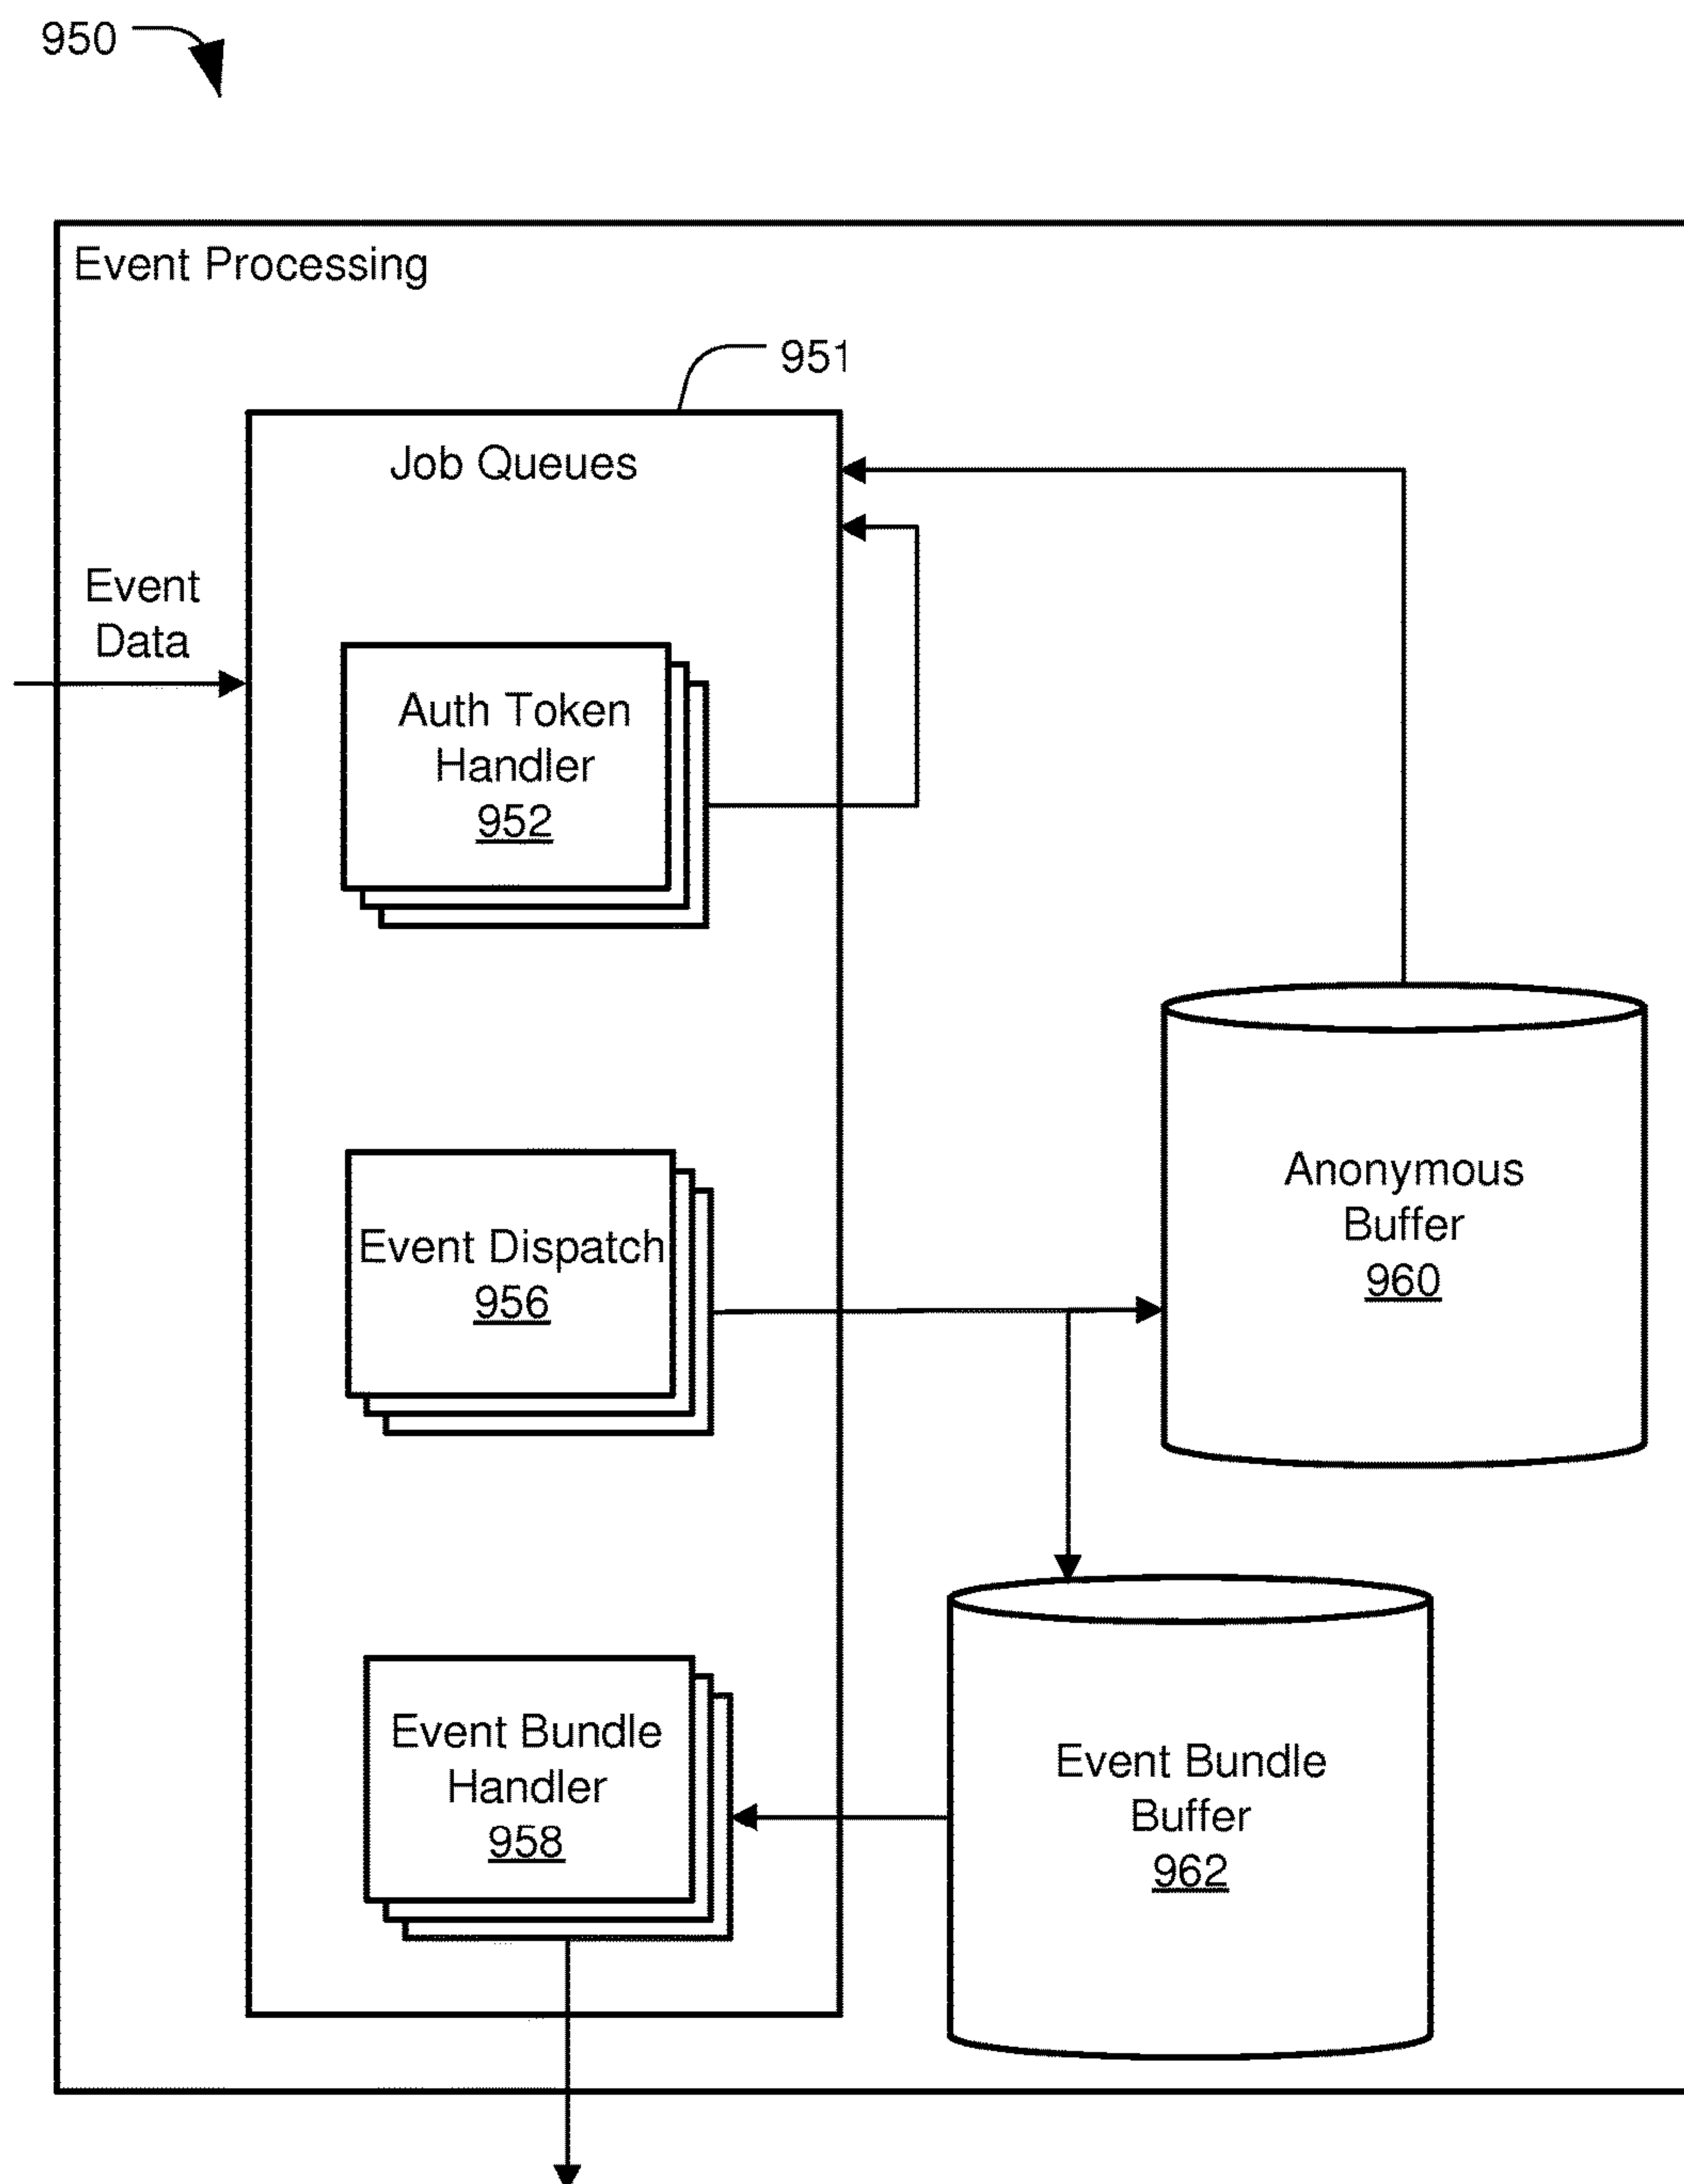 950
Event Processing
951
Job Queues
Event
Data
Auth Token
Handler
952
Anonymous
Buffer
960
Event Dispatch
956
Event Bundle
Handler
958
Event Bundle
Buffer
962